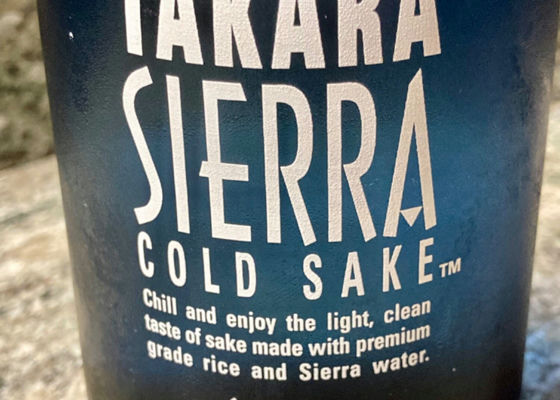 TAKARA
SIERRA
COLD SAKE™
Chill and enjoy the light, clean
taste of sake made with premium
grade rice and Sierra water.